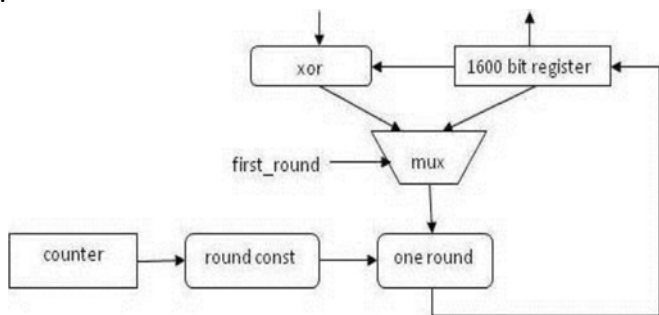 xor
1600 bit register
first_round
mux
counter
round const
one round